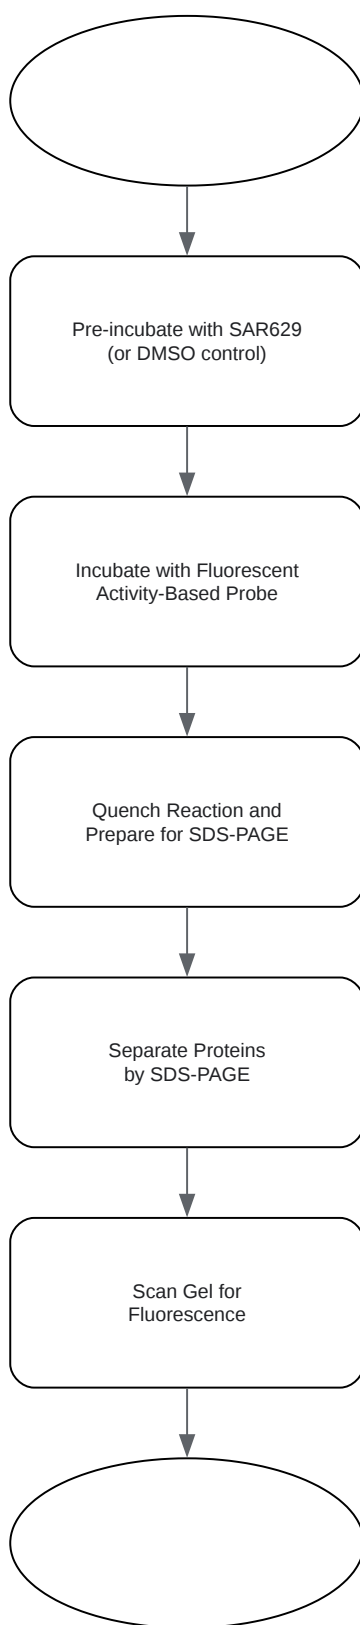 Pre-incubate with SAR629
(or DMSO control)
Incubate with Fluorescent
Activity-Based Probe
Quench Reaction and
Prepare for SDS-PAGE
Separate Proteins
by SDS-PAGE
Scan Gel for
Fluorescence